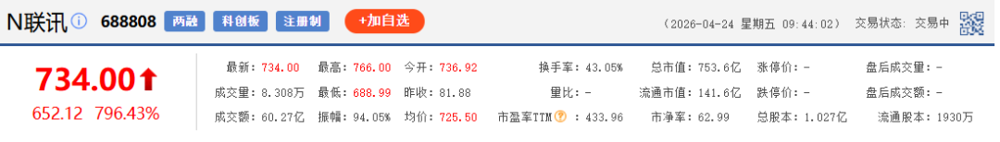 N联讯 688808 两融 科创板 注册制 +加自选 (2026-04-24 星期五 09:44:02) 交易状态: 交易中
734.00 最新: 734.00 最高: 766.00 今开: 736.92 换手率: 43.05% 总市值: 753.6亿 涨停价: - 盘后成交量: -
成交量: 8.308万 最低: 688.99 昨收: 81.88 量比: - 流通市值: 141.6亿 跌停价: - 盘后成交额: -
652.12 796.43% 成交额: 60.27亿 振幅: 94.05% 均价: 725.50 市盈率TTM : 433.96 市净率: 62.99 总股本: 1.027亿 流通股本: 1930万